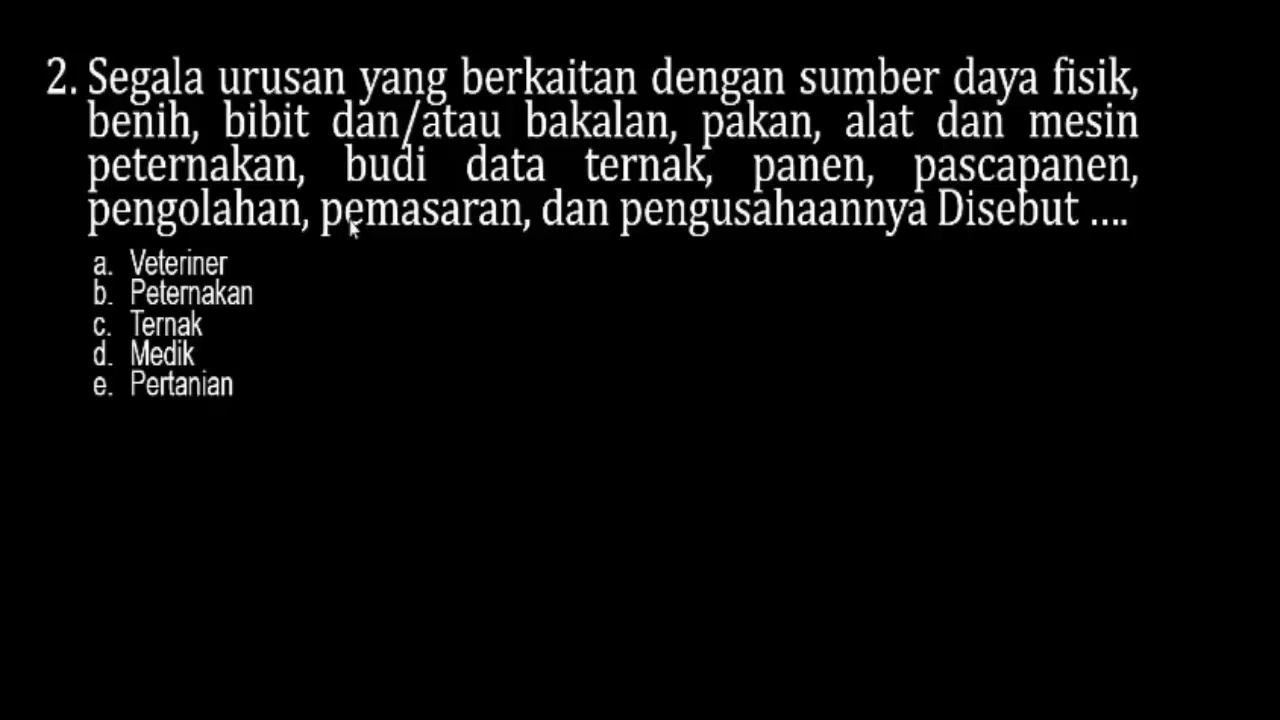 2. Segala urusan yang berkaitan dengan sumber daya fisik,
benih, bibit dan/atau bakalan, pakan, alat dan mesin
peternakan, budi data ternak, panen, pascapanen,
pengolahan, pemasaran, dan pengusahaannya Disebut ....
a. Veteriner
b. Peternakan
c. Ternak
d. Medik
e. Pertanian